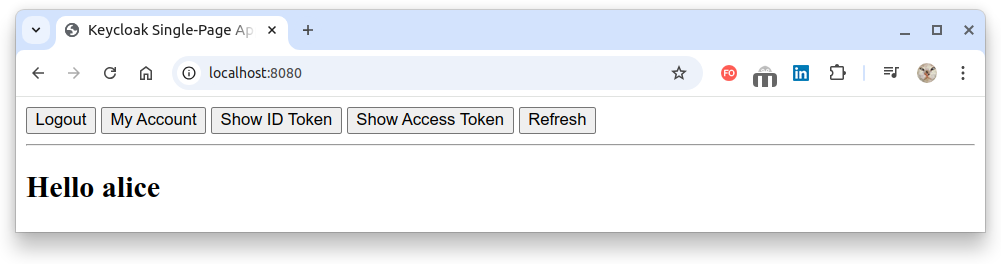 Keycloak Single-Page Ap
localhost:8080
FO
m
in
Logout My Account Show ID Token Show Access Token Refresh
Hello alice